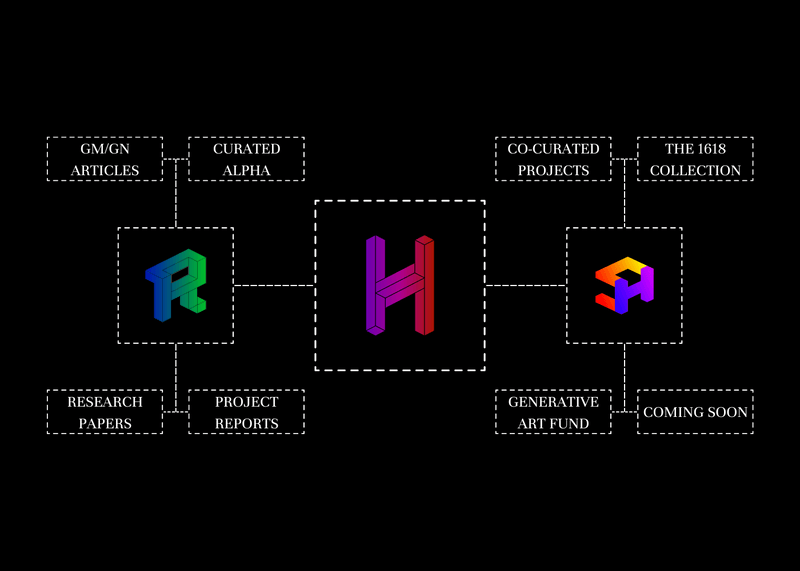 GM/GN
ARTICLES
CURATED
ALPHA
CO-CURATED
PROJECTS
THE 1618
COLLECTION
H
RESEARCH
PAPERS
PROJECT
REPORTS
GENERATIVE
ART FUND
COMING SOON